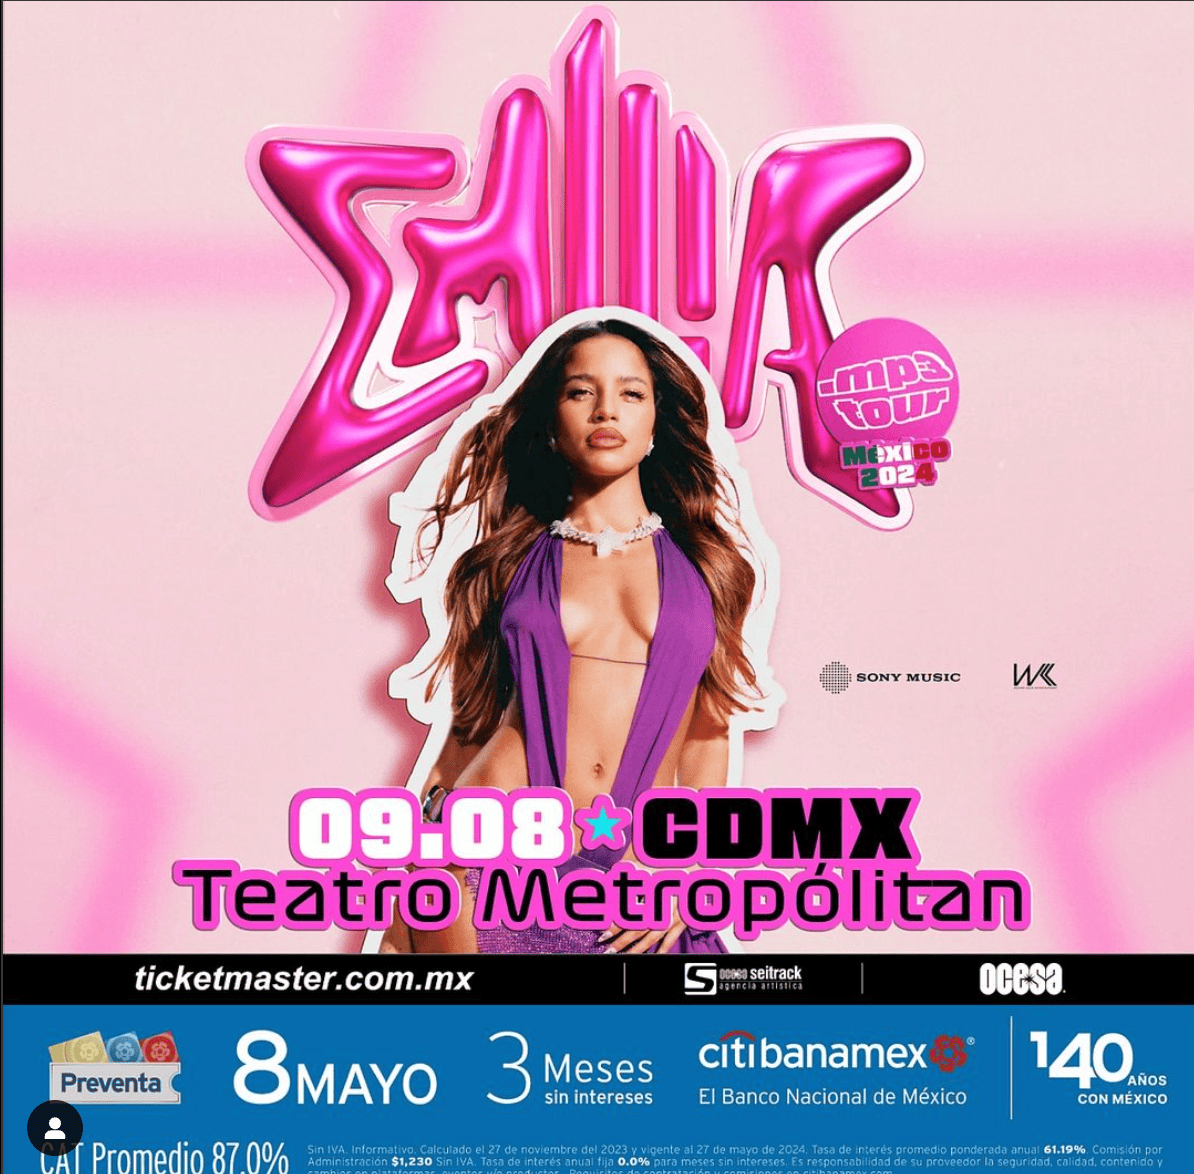 EMILIA
.mp3
tour
México
2024
SONY MUSIC
WK
09.08 CDMX
Teatro Metropólitan
ticketmaster.com.mx
ocesa seitrack
agencia artística
OCESA
Preventa
8 MAYO
3 Meses
sin intereses
citibanamex
El Banco Nacional de México
140 AÑOS
CON MÉXICO
CAT Promedio 87.0%
Sin IVA. Informativo. Calculado el 27 de noviembre del 2023 y vigente al 27 de mayo de 2024. Tasa de interés promedio ponderada anual 61.19%. Comisión por
Administración $1,230 Sin IVA. Tasa de interés anual fija 0.0% para meses sin intereses. Es responsabilidad de su proveedor la seguridad, calidad, contenido y